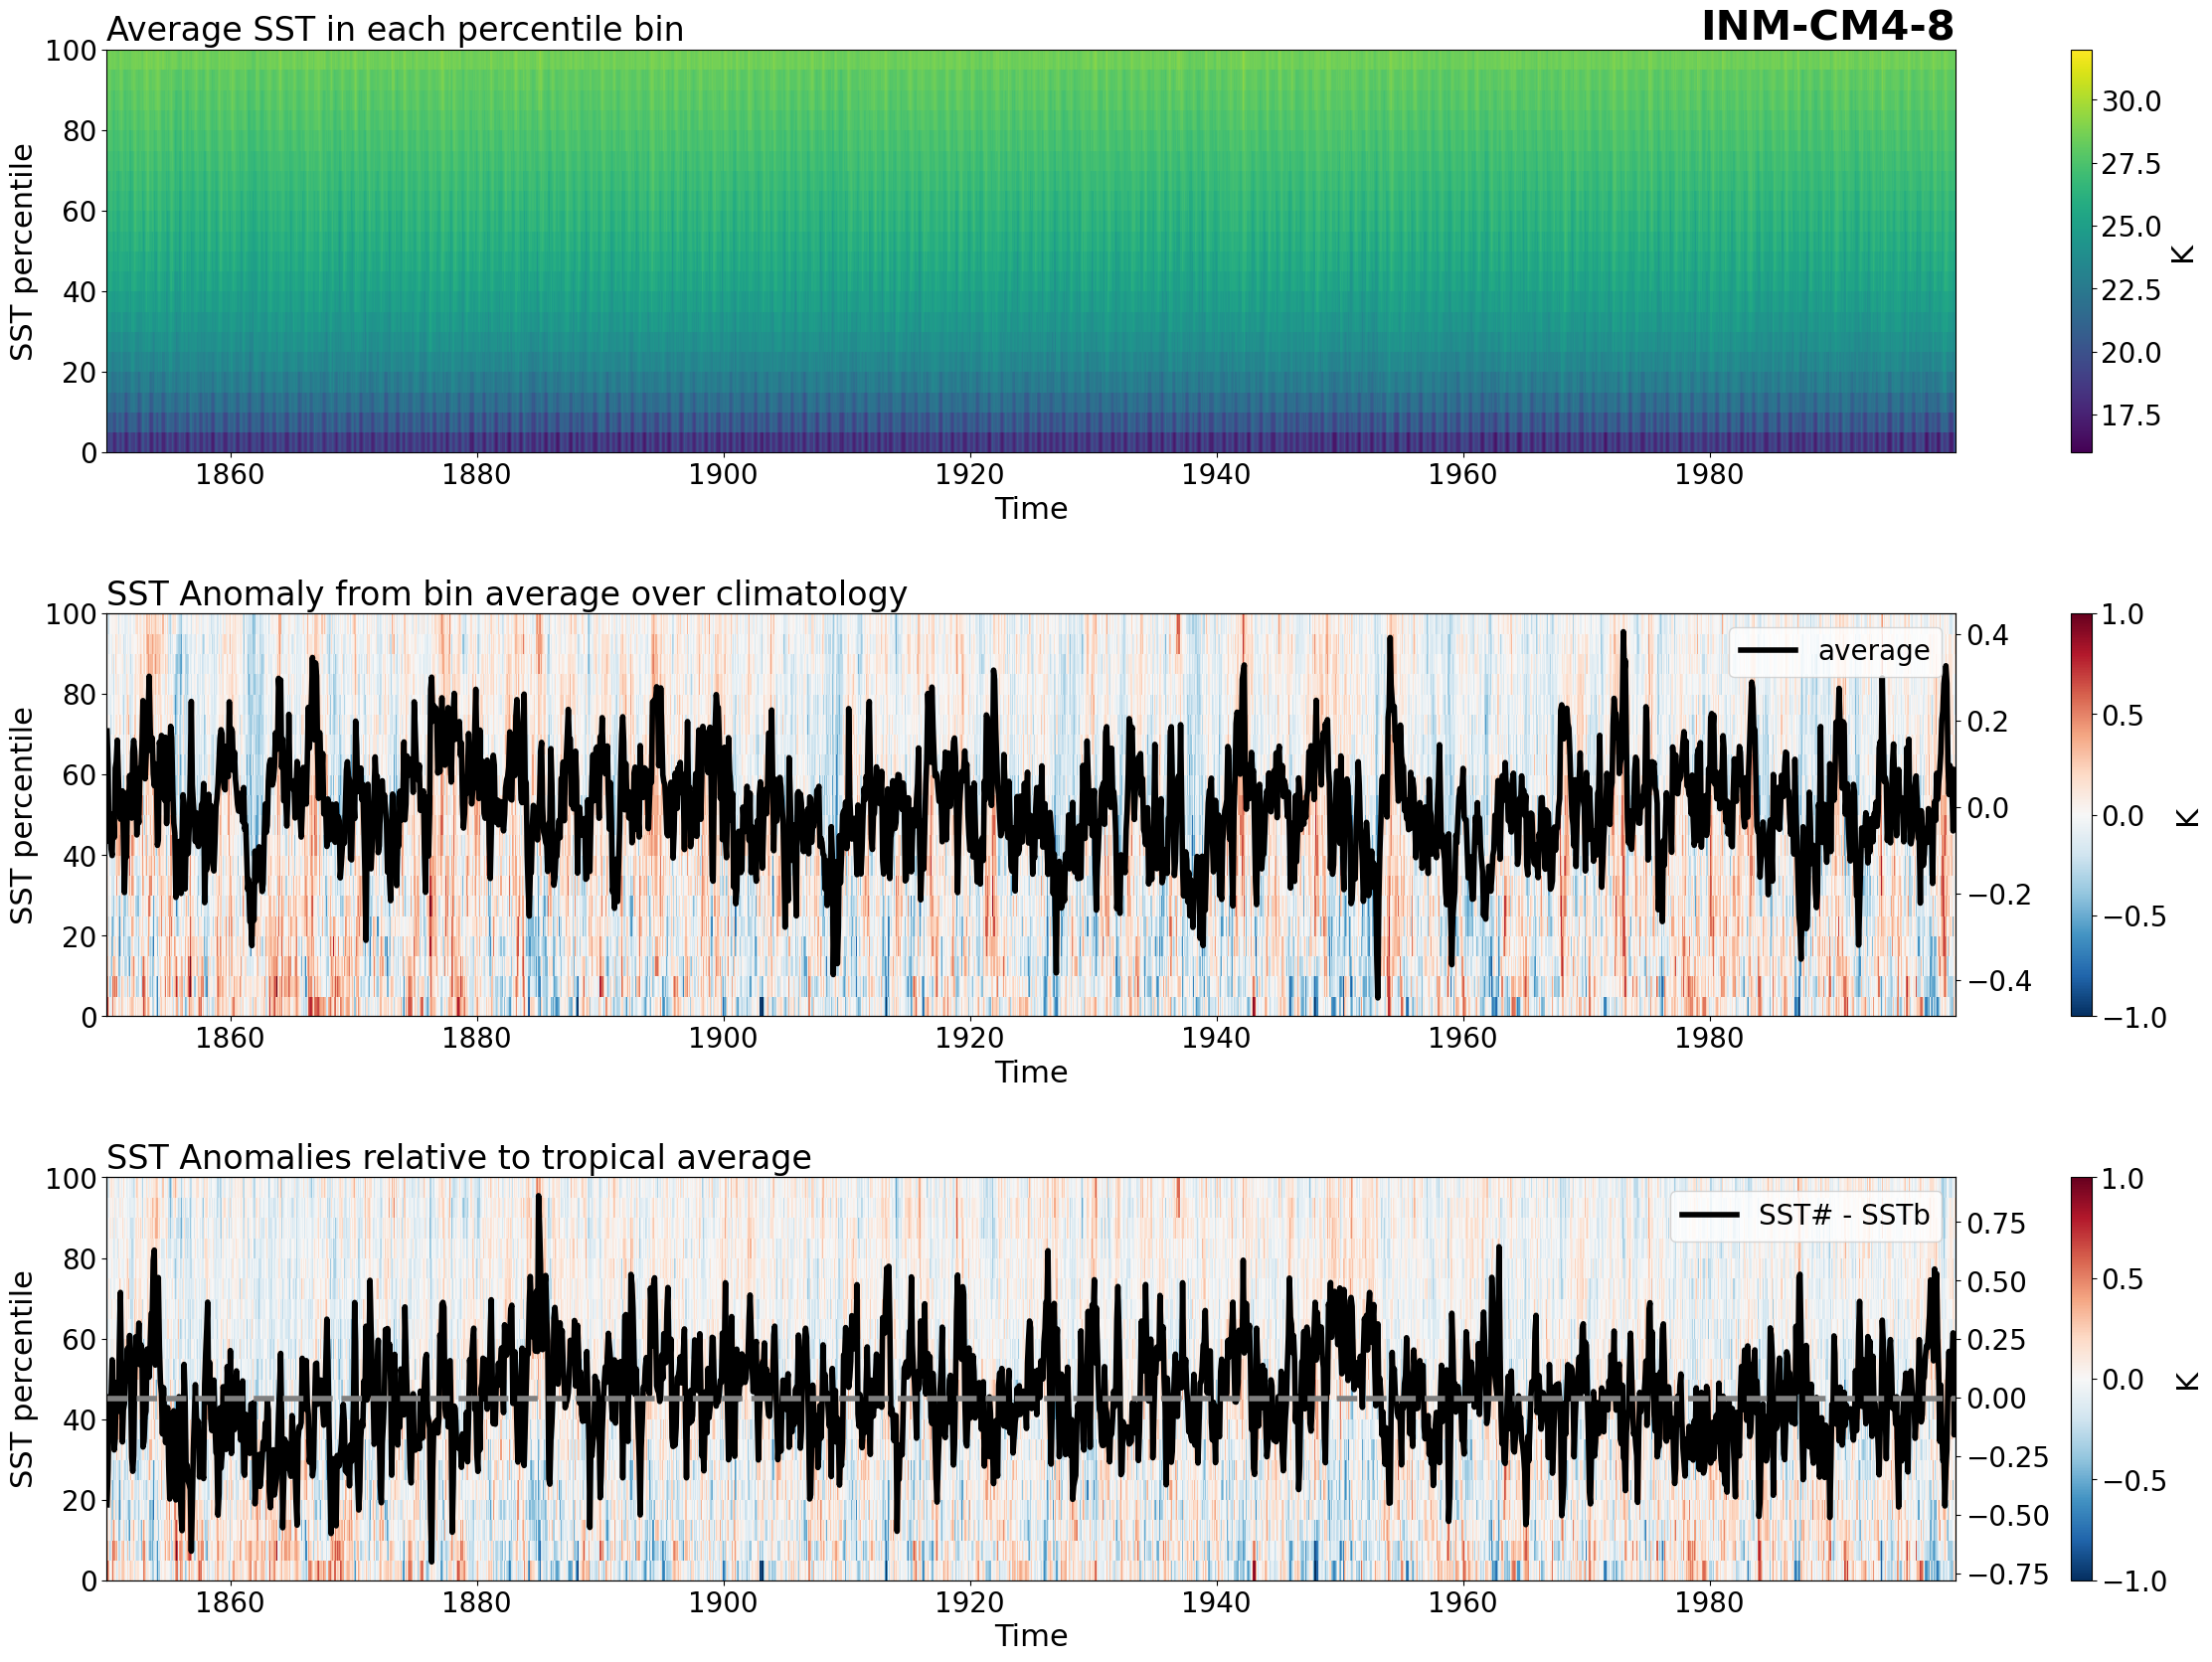 Average SST in each percentile bin
INM-CM4-8
100
80
60
40
20
0
SST percentile
1860 1880 1900 1920 1940 1960 1980
Time
30.0
27.5
25.0
22.5
20.0
17.5
K
SST Anomaly from bin average over climatology
100
80
60
40
20
0
SST percentile
average
0.4
0.2
0.0
−0.2
−0.4
1860 1880 1900 1920 1940 1960 1980
Time
1.0
0.5
0.0
−0.5
−1.0
K
SST Anomalies relative to tropical average
100
80
60
40
20
0
SST percentile
SST# - SSTb
0.75
0.50
0.25
0.00
−0.25
−0.50
−0.75
1860 1880 1900 1920 1940 1960 1980
Time
1.0
0.5
0.0
−0.5
−1.0
K